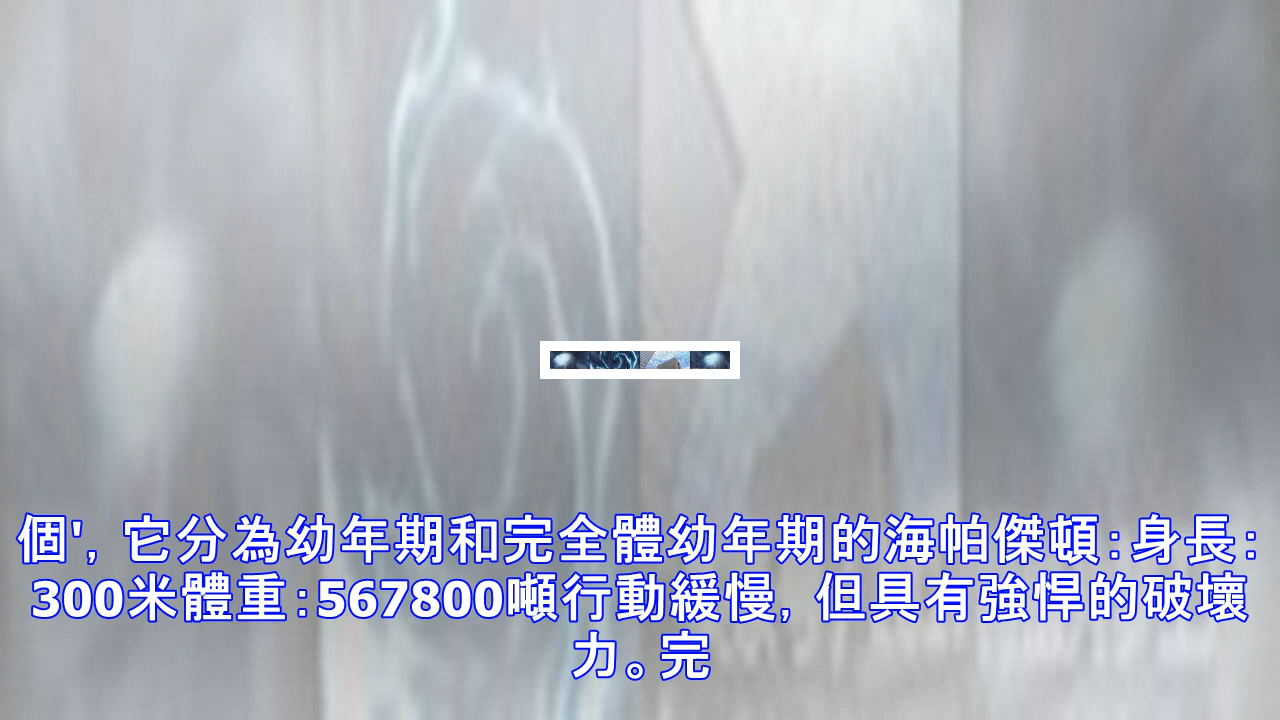 個', 它分為幼年期和完全體幼年期的海帕傑頓:身長:
300米體重:567800噸行動緩慢, 但具有強悍的破壞
力。完